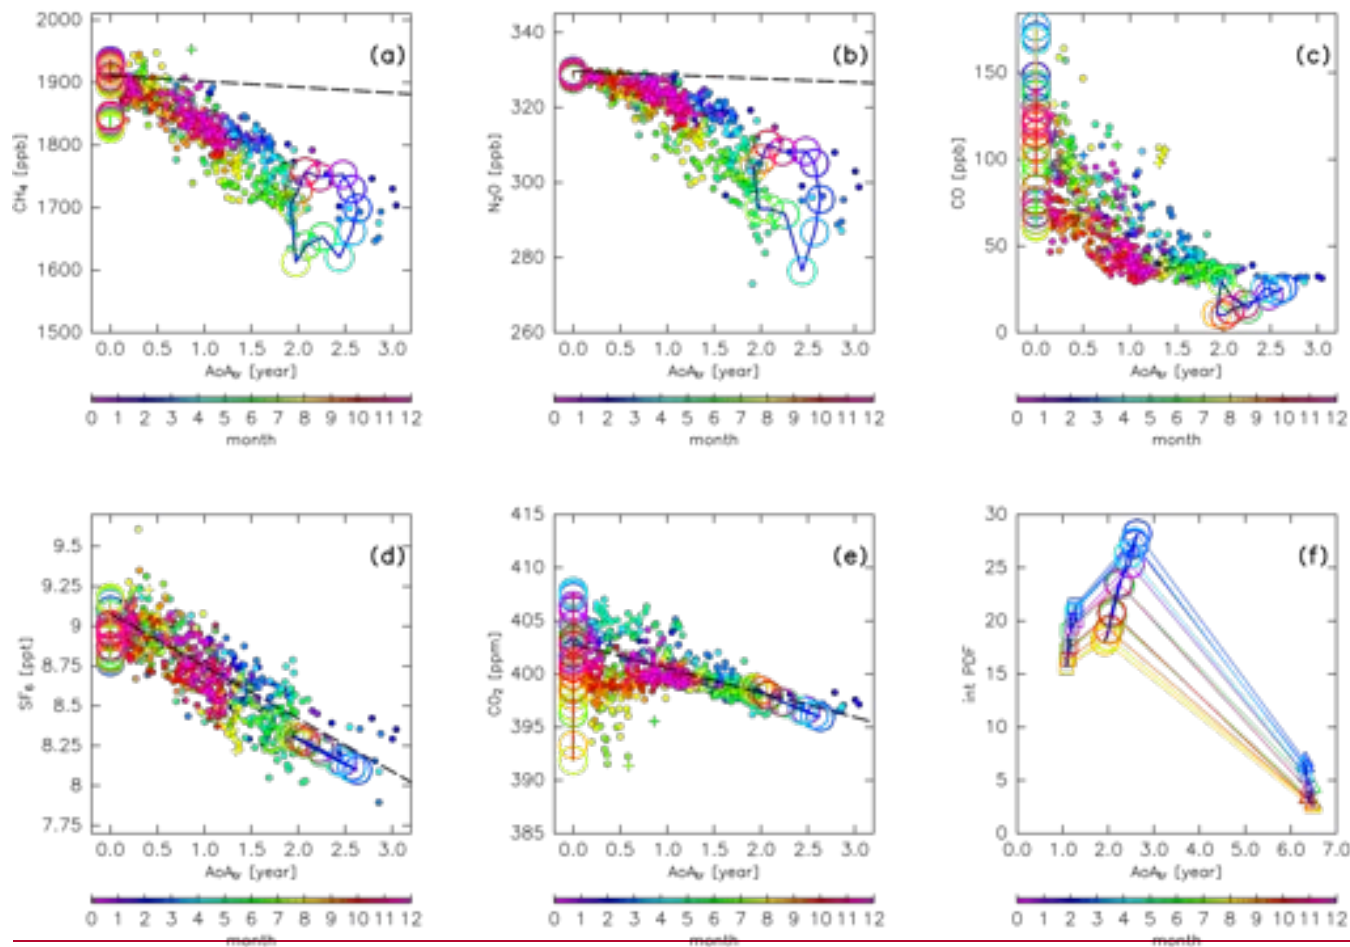 2000
1900
1800
1700
1600
1500
CH₄ [ppb]
(a)
0.0 0.5 1.0 1.5 2.0 2.5 3.0
AoAtr [year]
0 1 2 3 4 5 6 7 8 9 10 11 12
month
340
320
300
280
260
N₂O [ppb]
(b)
0.0 0.5 1.0 1.5 2.0 2.5 3.0
AoAtr [year]
0 1 2 3 4 5 6 7 8 9 10 11 12
month
150
100
50
0
CO [ppb]
(c)
0.0 0.5 1.0 1.5 2.0 2.5 3.0
AoAtr [year]
0 1 2 3 4 5 6 7 8 9 10 11 12
month
9.5
9.25
9
8.75
8.5
8.25
8
7.75
SF₆ [ppt]
(d)
0.0 0.5 1.0 1.5 2.0 2.5 3.0
AoAtr [year]
0 1 2 3 4 5 6 7 8 9 10 11 12
month
415
410
405
400
395
390
385
CO₂ [ppm]
(e)
0.0 0.5 1.0 1.5 2.0 2.5 3.0
AoAtr [year]
0 1 2 3 4 5 6 7 8 9 10 11 12
month
30
25
20
15
10
5
0
int PDF
(f)
0.0 1.0 2.0 3.0 4.0 5.0 6.0 7.0
AoAtr [year]
0 1 2 3 4 5 6 7 8 9 10 11 12
month